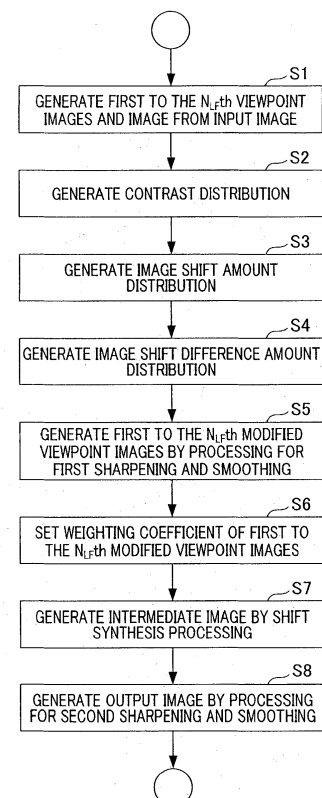 S1
GENERATE FIRST TO THE NLFth VIEWPOINT
IMAGES AND IMAGE FROM INPUT IMAGE
S2
GENERATE CONTRAST DISTRIBUTION
S3
GENERATE IMAGE SHIFT AMOUNT
DISTRIBUTION
S4
GENERATE IMAGE SHIFT DIFFERENCE AMOUNT
DISTRIBUTION
S5
GENERATE FIRST TO THE NLFth MODIFIED
VIEWPOINT IMAGES BY PROCESSING FOR
FIRST SHARPENING AND SMOOTHING
S6
SET WEIGHTING COEFFICIENT OF FIRST TO
THE NLFth MODIFIED VIEWPOINT IMAGES
S7
GENERATE INTERMEDIATE IMAGE BY SHIFT
SYNTHESIS PROCESSING
S8
GENERATE OUTPUT IMAGE BY PROCESSING
FOR SECOND SHARPENING AND SMOOTHING